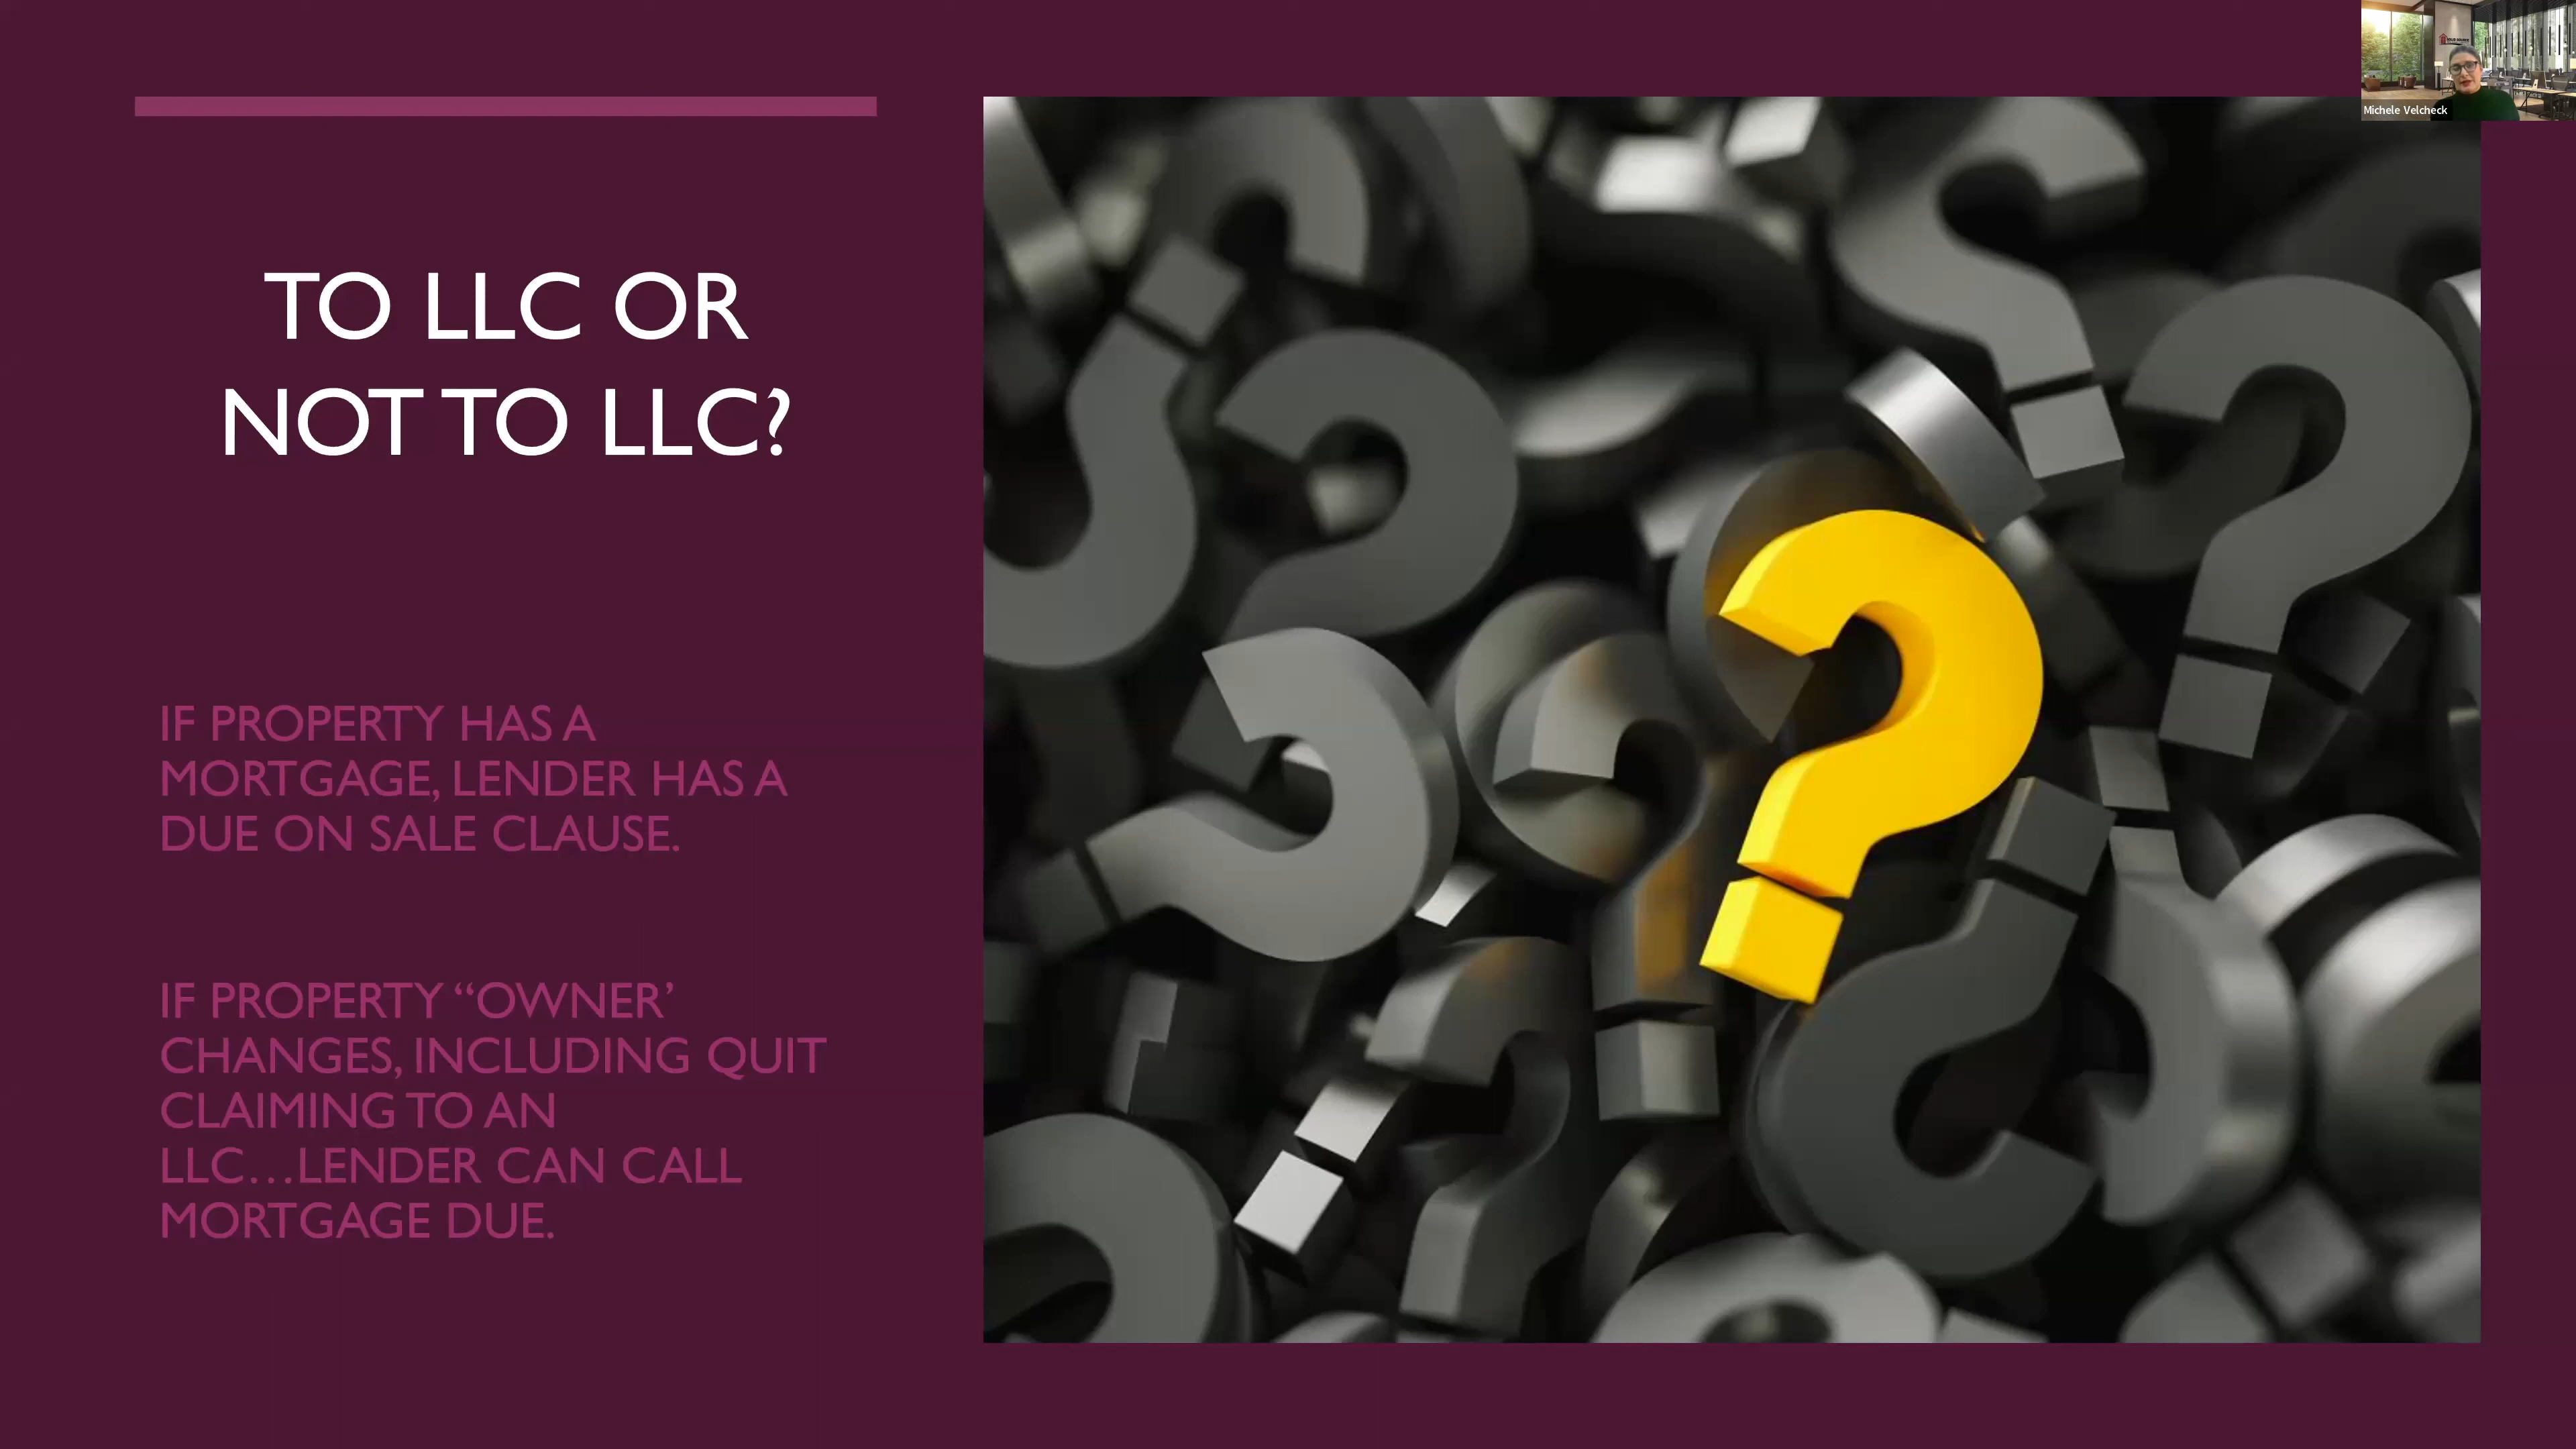 TO LLC OR
NOT TO LLC?
IF PROPERTY HAS A
MORTGAGE, LENDER HAS A
DUE ON SALE CLAUSE.
IF PROPERTY “OWNER’
CHANGES, INCLUDING QUIT
CLAIMING TO AN
LLC…LENDER CAN CALL
MORTGAGE DUE.
Michele Velcheck